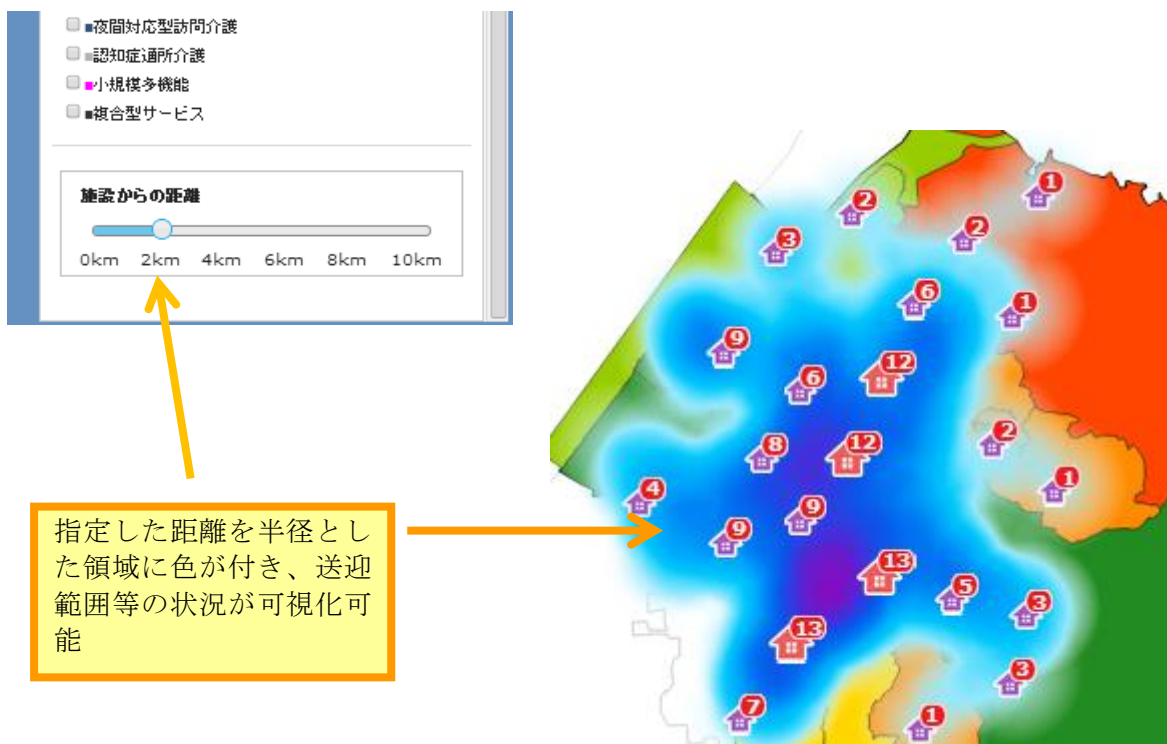 ■夜間対応型訪問介護
■認知症通所介護
■小規模多機能
■複合型サービス
施設からの距離
0km 2km 4km 6km 8km 10km
指定した距離を半径とし
た領域に色が付き、送迎
範囲等の状況が可視化可
能
1
2
2
3
6
1
9
12
6
2
8
12
1
4
9
9
13
5
3
13
3
7
1